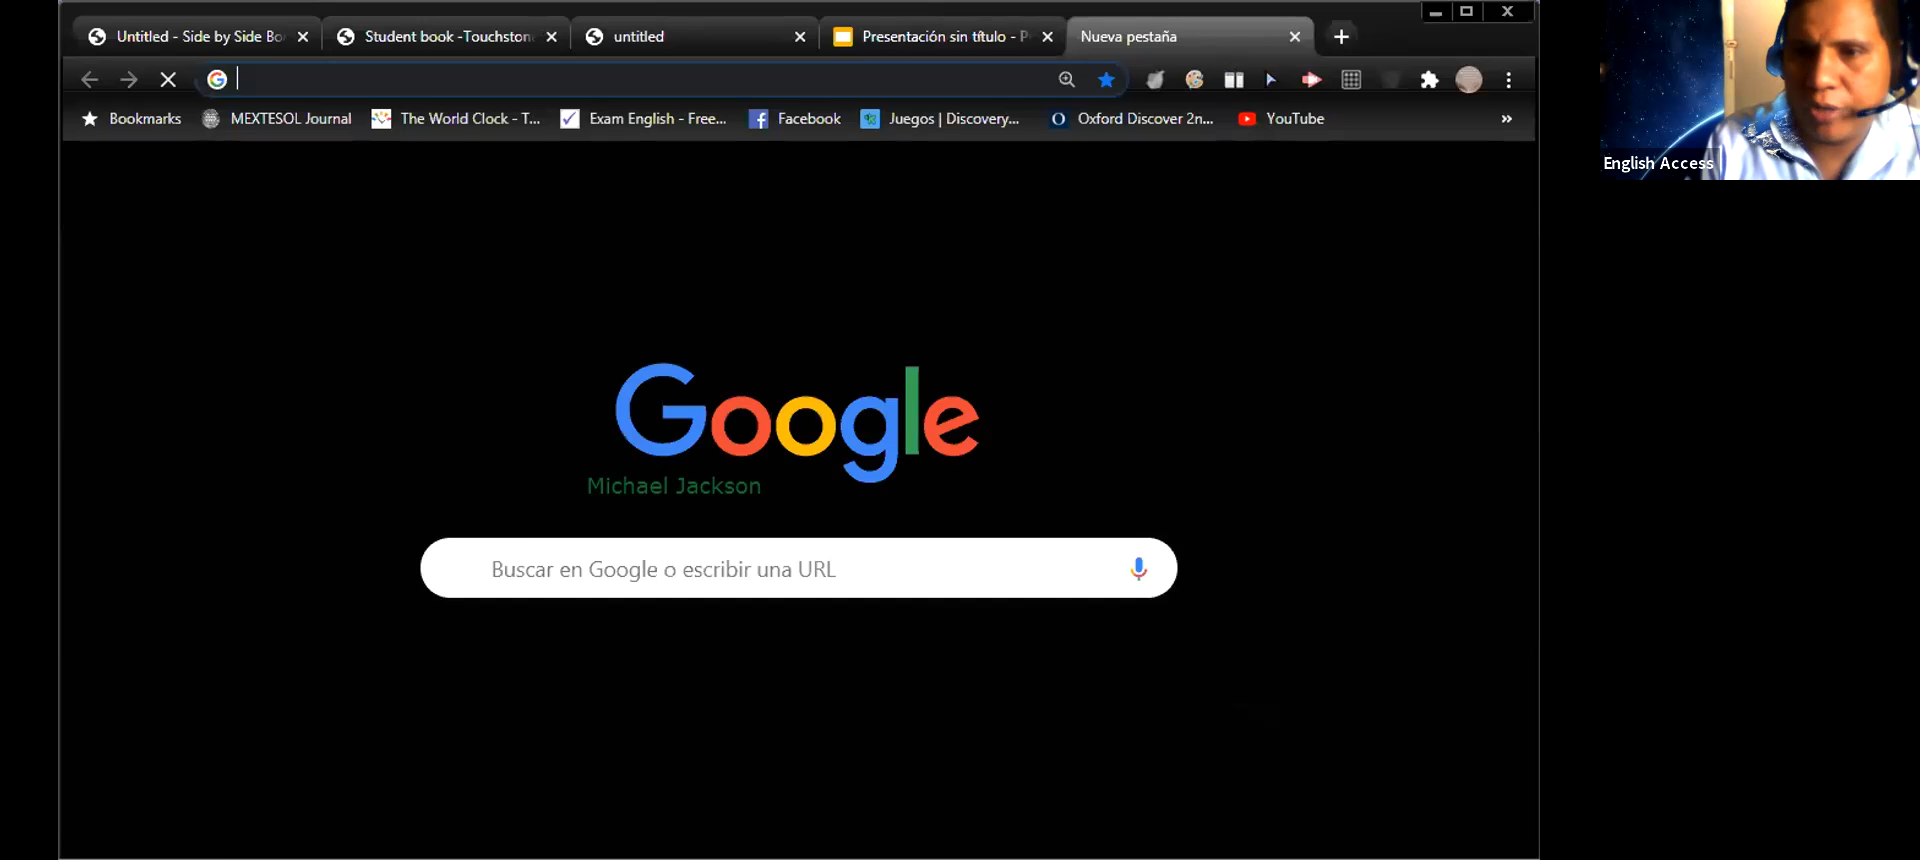 Untitled - Side by Side Bo
Student book -Touchston
untitled
Presentación sin título - P
Nueva pestaña
Bookmarks
MEXTESOL Journal
The World Clock - T...
Exam English - Free...
Facebook
Juegos | Discovery...
Oxford Discover 2n...
YouTube
English Access
Google
Michael Jackson
Buscar en Google o escribir una URL